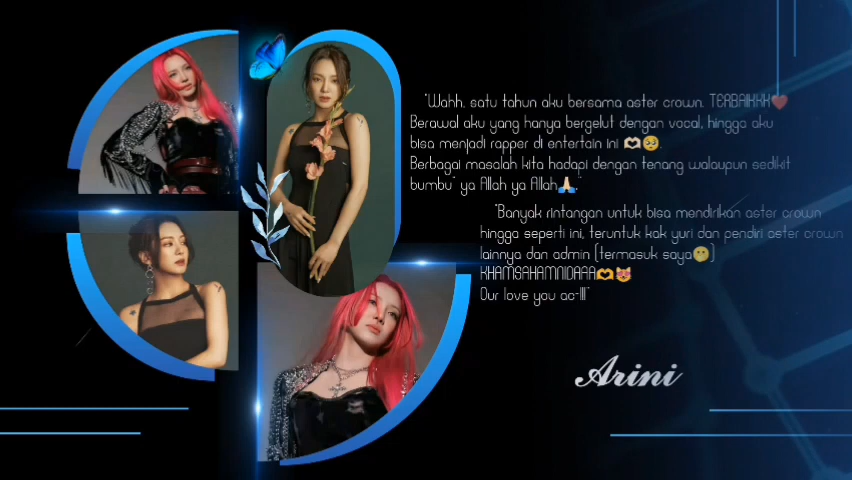 "Wahh, satu tahun aku bersama aster crown. TERBAIKKK❤️
Berawal aku yang hanya bergelut dengan vocal, hingga aku
bisa menjadi rapper di entertain ini 🫶🏻🥺.
Berbagai masalah kita hadapi dengan tenang walaupun sedikit
bumbu" ya Allah ya Allah🙏🏻."
"Banyak rintangan untuk bisa mendirikan aster crown
hingga seperti ini, teruntuk kak yuri dan pendiri aster crown
lainnya dan admin (termasuk saya🤭)
KHAMSAHAMNIDAAA🫶😻
Our love you ac-!!!"
Arini